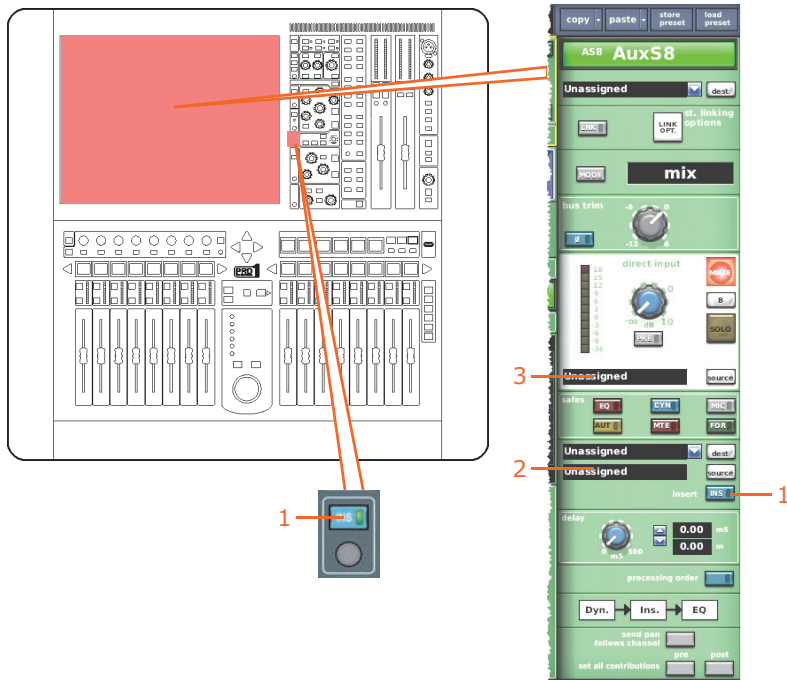 copy
paste
store
preset
load
preset
AS8 AuxS8
Unassigned
dest
LNK
LINK
OPT.
st. linking
options
MODE
mix
bus trim
-6 0
-12 6
Ø
direct input
18
15
12
9
6
3
0
-3
-6
-9
-36
0
-∞ dB 10
PRE
MUTE
B
SOLO
3
Unassigned
source
safes
EQ
DYN
MIC
AUT
MTE
FDR
Unassigned
dest
2
Unassigned
source
insert
INS
1
delay
0 mS 500
0.00 mS
0.00 m
processing order
Dyn. Ins. EQ
send pan
follows channel
pre post
set all contributions
PRO1
1
INS